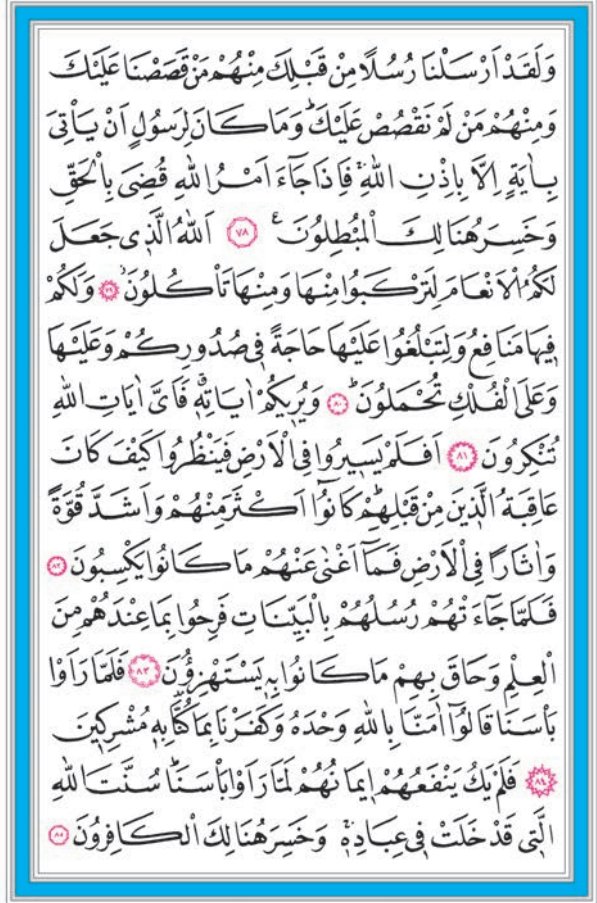 وَلَقَدْ اَرْسَلْنَا رُسُلًا مِنْ قَبْلِكَ مِنْهُمْ مَنْ قَصَصْنَا عَلَيْكَ
وَمِنْهُمْ مَنْ لَمْ نَقْصُصْ عَلَيْكَۜ وَمَا كَانَ لِرَسُولٍ اَنْ يَأْتِىَ
بِاٰيَةٍ اِلَّا بِاِذْنِ اللّٰهِۚ فَاِذَا جَٓاءَ اَمْرُ اللّٰهِ قُضِىَ بِالْحَقِّ
وَخَسِرَ هُنَالِكَ الْمُبْطِلُونَ ع ﴿٧٨﴾ اَللّٰهُ الَّذ۪ى جَعَلَ
لَكُمُ الْاَنْعَامَ لِتَرْكَبُوا مِنْهَا وَمِنْهَا تَأْكُلُونَۘ ﴿٧٩﴾ وَلَكُمْ
ف۪يهَا مَنَافِعُ وَلِتَبْلُغُوا عَلَيْهَا حَاجَةً ف۪ى صُدُورِكُمْ وَعَلَيْهَا
وَعَلَى الْفُلْكِ تُحْمَلُونَۜ ﴿٨٠﴾ وَيُر۪يكُمْ اٰيَاتِه۪ۗ فَاَىَّ اٰيَاتِ اللّٰهِ
تُنْكِرُونَ ﴿٨١﴾ اَفَلَمْ يَس۪يرُوا فِى الْاَرْضِ فَيَنْظُرُوا كَيْفَ كَانَ
عَاقِبَةُ الَّذ۪ينَ مِنْ قَبْلِهِمْۜ كَانُٓوا اَكْثَرَ مِنْهُمْ وَاَشَدَّ قُوَّةً
وَاٰثَارًا فِى الْاَرْضِ فَمَٓا اَغْنٰى عَنْهُمْ مَا كَانُوا يَكْسِبُونَ ﴿٨٢﴾
فَلَمَّا جَٓاءَتْهُمْ رُسُلُهُمْ بِالْبَيِّنَاتِ فَرِحُوا بِمَا عِنْدَهُمْ مِنَ
الْعِلْمِ وَحَاقَ بِهِمْ مَا كَانُوا بِه۪ يَسْتَهْزِؤُ۫نَ ﴿٨٣﴾ فَلَمَّا رَاَوْا
بَأْسَنَا قَالُٓوا اٰمَنَّا بِاللّٰهِ وَحْدَهُ وَكَفَرْنَا بِمَا كُنَّا بِه۪ مُشْرِك۪ينَ
﴿٨٤﴾ فَلَمْ يَكُ يَنْفَعُهُمْ ا۪يمَانُهُمْ لَمَّا رَاَوْا بَأْسَنَاۜ سُنَّتَ اللّٰهِ
الَّت۪ى قَدْ خَلَتْ ف۪ى عِبَادِه۪ۚ وَخَسِرَ هُنَالِكَ الْكَافِرُونَ ﴿٨٥﴾